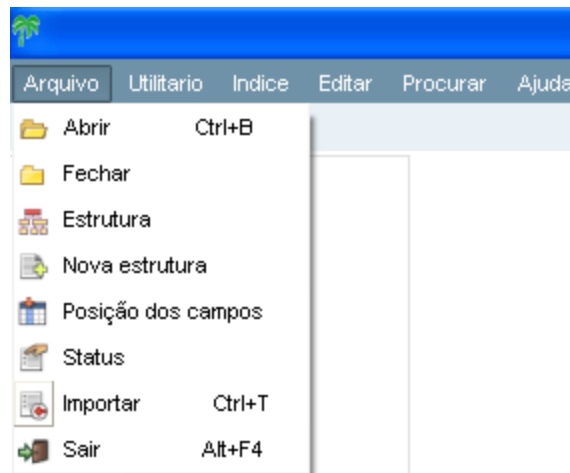 Arquivo Utilitario Indice Editar Procurar Ajuda
Abrir Ctrl+B
Fechar
Estrutura
Nova estrutura
Posição dos campos
Status
Importar Ctrl+T
Sair Alt+F4